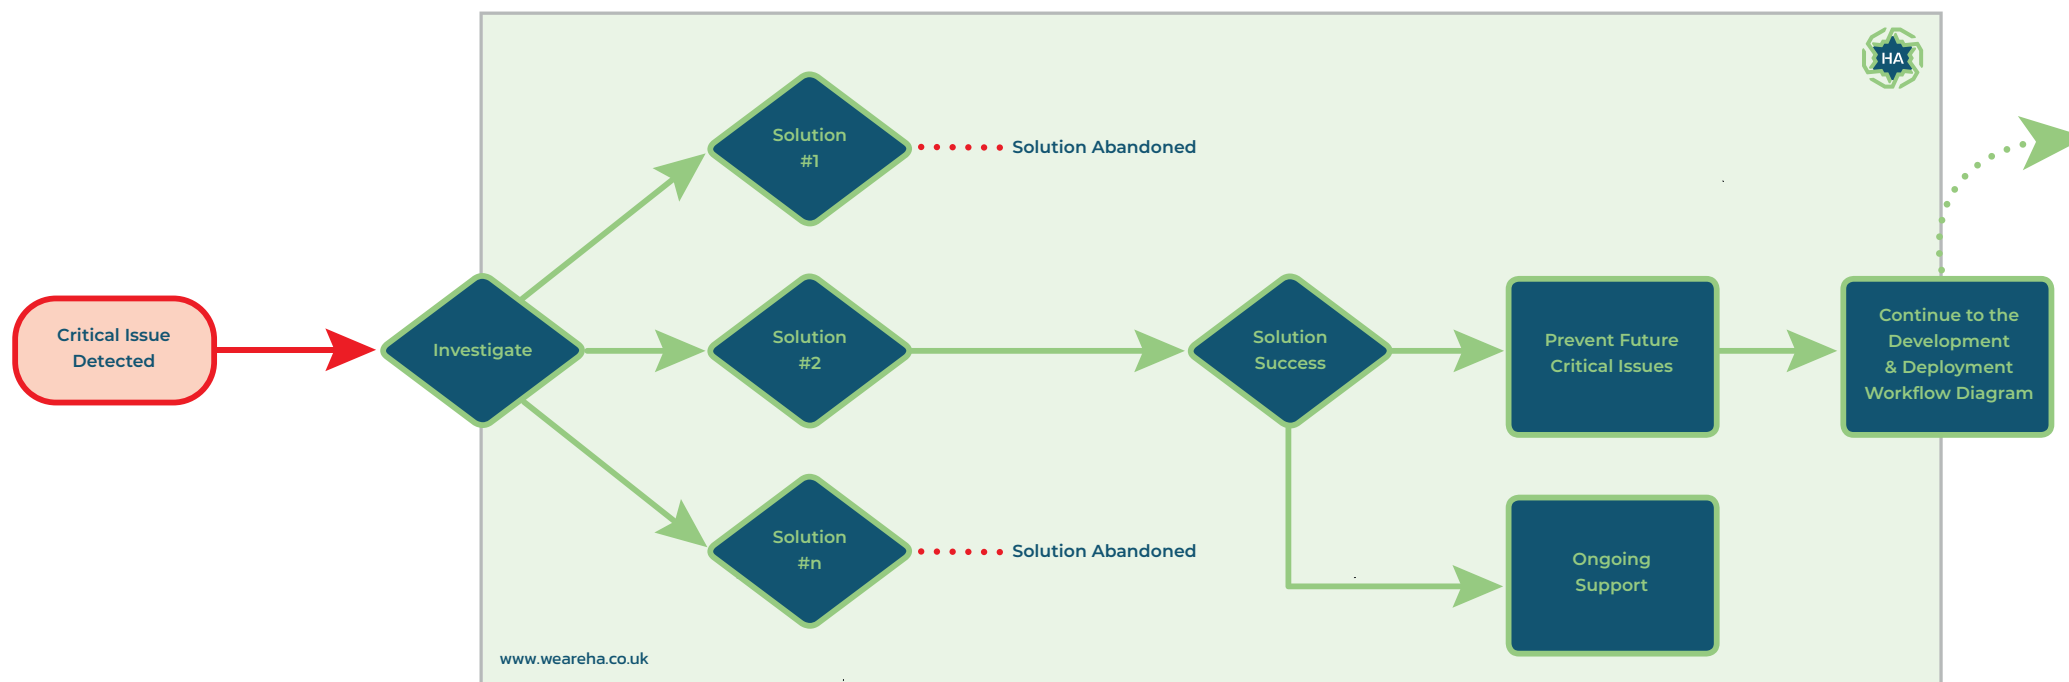 HA
Solution
#1
Solution Abandoned
Critical Issue
Detected
Investigate
Solution
#2
Solution
Success
Prevent Future
Critical Issues
Continue to the
Development
& Deployment
Workflow Diagram
Solution
#n
Solution Abandoned
Ongoing
Support
www.weareha.co.uk